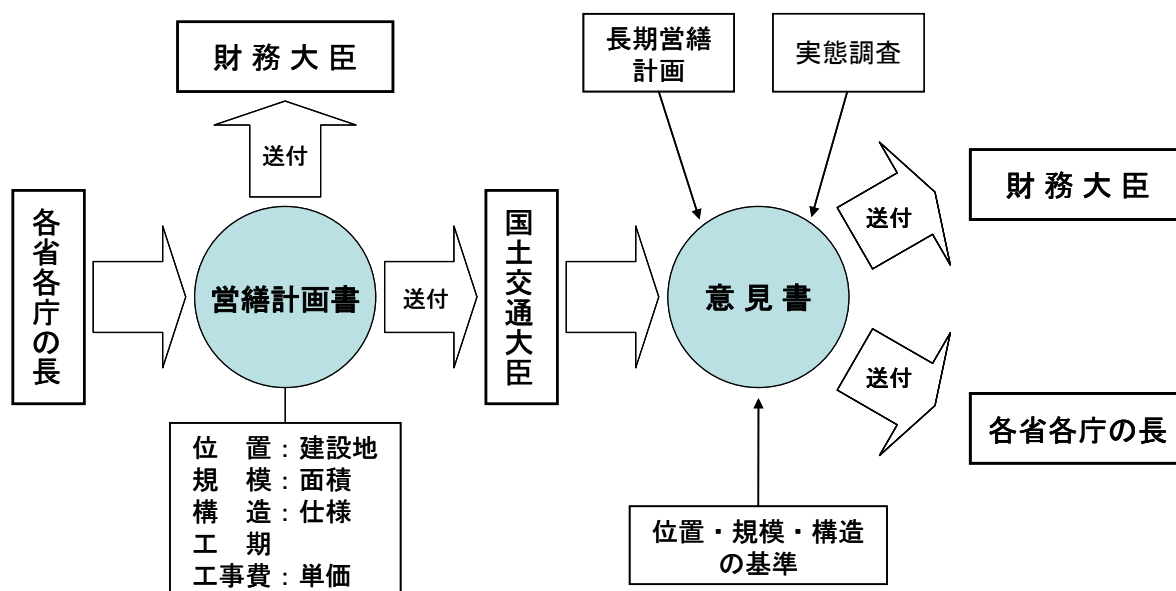 財務大臣
送付
各省各庁の長
営繕計画書
送付
国土交通大臣
位　置：建設地
規　模：面積
構　造：仕様
工　期
工事費：単価
長期営繕
計画
実態調査
意見書
送付
財務大臣
送付
各省各庁の長
位置・規模・構造
の基準